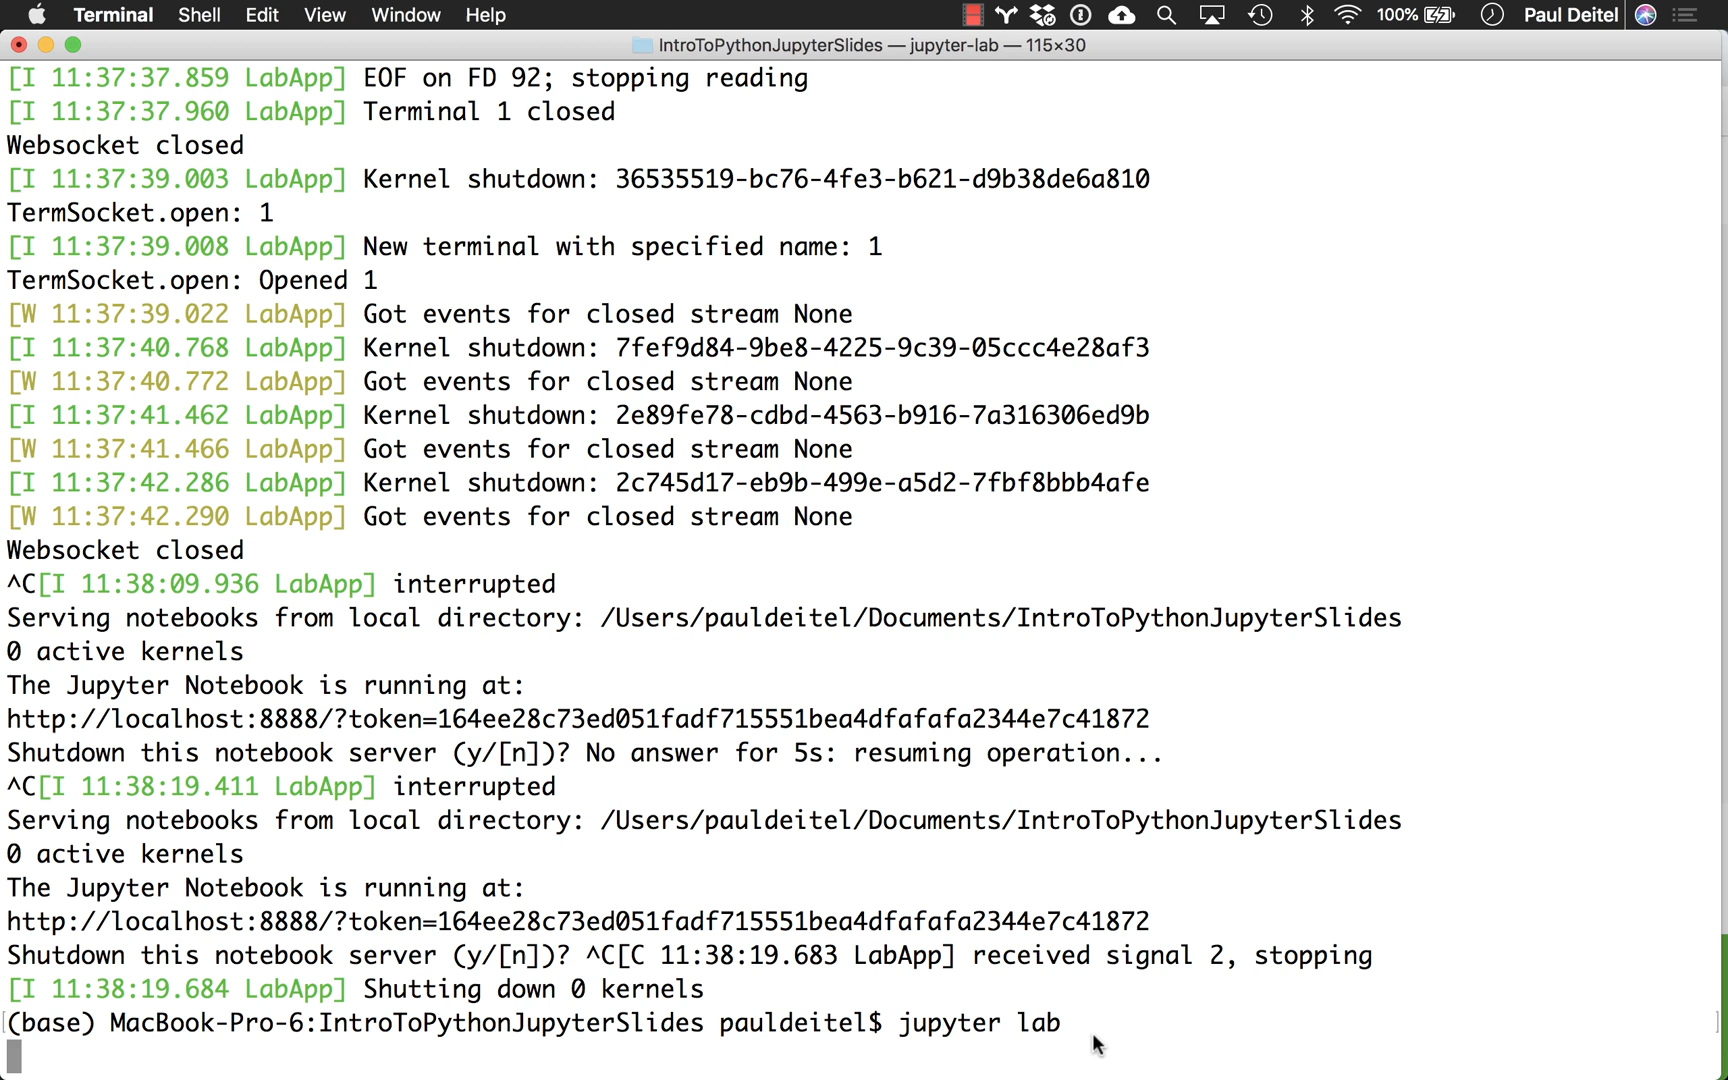 Terminal Shell Edit View Window Help 100% Paul Deitel
IntroToPythonJupyterSlides — jupyter-lab — 115×30
[I 11:37:37.859 LabApp] EOF on FD 92; stopping reading
[I 11:37:37.960 LabApp] Terminal 1 closed
Websocket closed
[I 11:37:39.003 LabApp] Kernel shutdown: 36535519-bc76-4fe3-b621-d9b38de6a810
TermSocket.open: 1
[I 11:37:39.008 LabApp] New terminal with specified name: 1
TermSocket.open: Opened 1
[W 11:37:39.022 LabApp] Got events for closed stream None
[I 11:37:40.768 LabApp] Kernel shutdown: 7fef9d84-9be8-4225-9c39-05ccc4e28af3
[W 11:37:40.772 LabApp] Got events for closed stream None
[I 11:37:41.462 LabApp] Kernel shutdown: 2e89fe78-cdbd-4563-b916-7a316306ed9b
[W 11:37:41.466 LabApp] Got events for closed stream None
[I 11:37:42.286 LabApp] Kernel shutdown: 2c745d17-eb9b-499e-a5d2-7fbf8bbb4afe
[W 11:37:42.290 LabApp] Got events for closed stream None
Websocket closed
^C[I 11:38:09.936 LabApp] interrupted
Serving notebooks from local directory: /Users/pauldeitel/Documents/IntroToPythonJupyterSlides
0 active kernels
The Jupyter Notebook is running at:
http://localhost:8888/?token=164ee28c73ed051fadf715551bea4dfafafa2344e7c41872
Shutdown this notebook server (y/[n])? No answer for 5s: resuming operation...
^C[I 11:38:19.411 LabApp] interrupted
Serving notebooks from local directory: /Users/pauldeitel/Documents/IntroToPythonJupyterSlides
0 active kernels
The Jupyter Notebook is running at:
http://localhost:8888/?token=164ee28c73ed051fadf715551bea4dfafafa2344e7c41872
Shutdown this notebook server (y/[n])? ^C[C 11:38:19.683 LabApp] received signal 2, stopping
[I 11:38:19.684 LabApp] Shutting down 0 kernels
(base) MacBook-Pro-6:IntroToPythonJupyterSlides pauldeitel$ jupyter lab